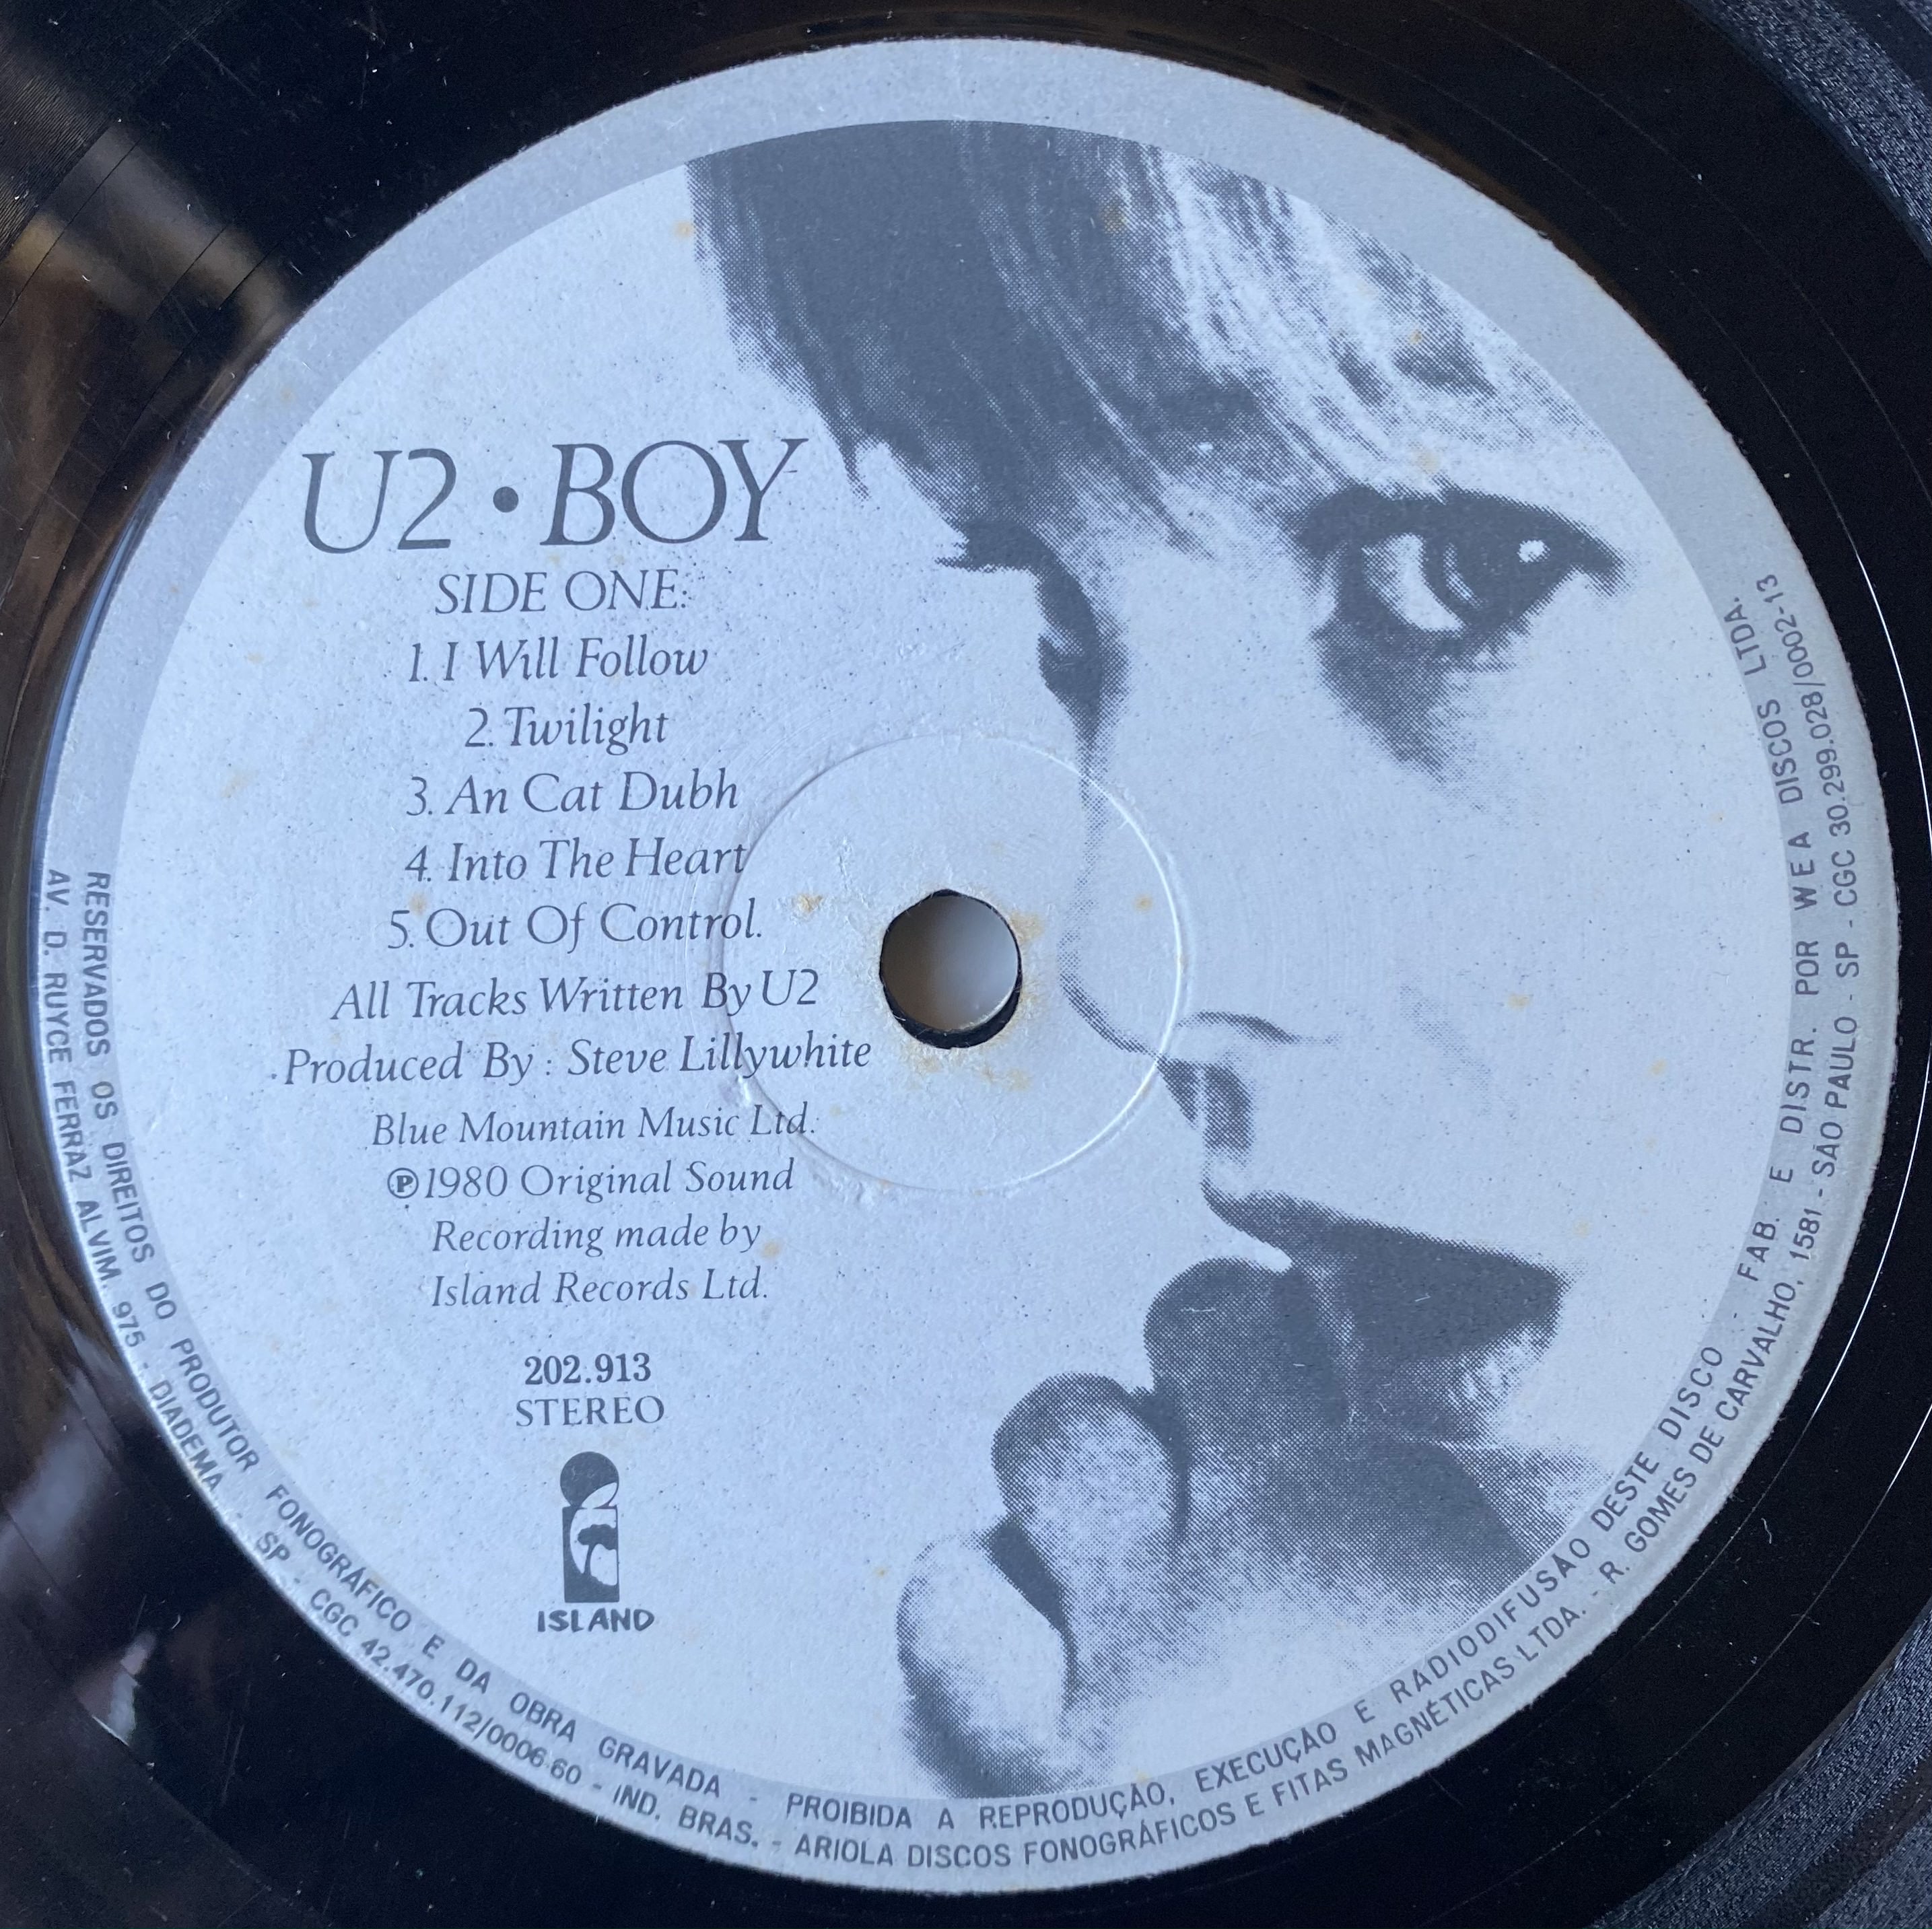 U2 • BOY
SIDE ONE:
1. I Will Follow
2. Twilight
3. An Cat Dubh
4. Into The Heart
5. Out Of Control.
All Tracks Written By U2
Produced By : Steve Lillywhite
Blue Mountain Music Ltd.
℗1980 Original Sound
Recording made by
Island Records Ltd.
202.913
STEREO
ISLAND
RESERVADOS OS DIREITOS DO PRODUTOR FONOGRÁFICO E DA OBRA GRAVADA - PROIBIDA A REPRODUÇÃO, EXECUÇÃO E RADIODIFUSÃO DESTE DISCO - FAB. E DISTR. POR WEA DISCOS LTDA.
AV. D. RUYCE FERRAZ ALVIM. 975 - DIADEMA - SP - CGC 42.470.112/0006-60 - IND. BRAS. - ARIOLA DISCOS FONOGRÁFICOS E FITAS MAGNÉTICAS LTDA. - R. GOMES DE CARVALHO, 1581 - SÃO PAULO - SP - CGC 30.299.028/0002-13